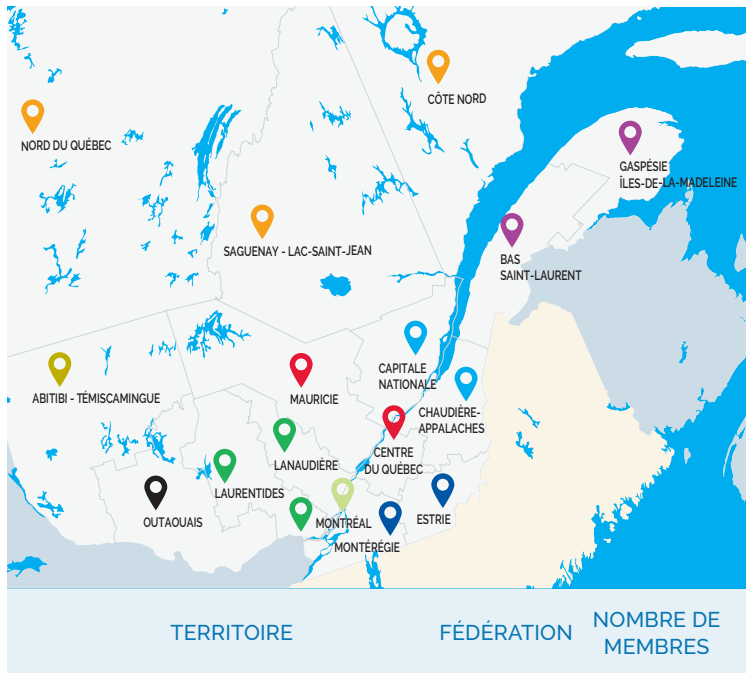 CÔTE NORD
NORD DU QUÉBEC
GASPÉSIE
ÎLES-DE-LA-MADELEINE
SAGUENAY - LAC-SAINT-JEAN
BAS
SAINT-LAURENT
CAPITALE
NATIONALE
ABITIBI - TÉMISCAMINGUE
MAURICIE
CHAUDIÈRE-
APPALACHES
CENTRE
DU QUÉBEC
LANAUDIÈRE
LAURENTIDES
OUTAOUAIS
MONTRÉAL
ESTRIE
MONTÉRÉGIE
TERRITOIRE
FÉDÉRATION
NOMBRE DE
MEMBRES